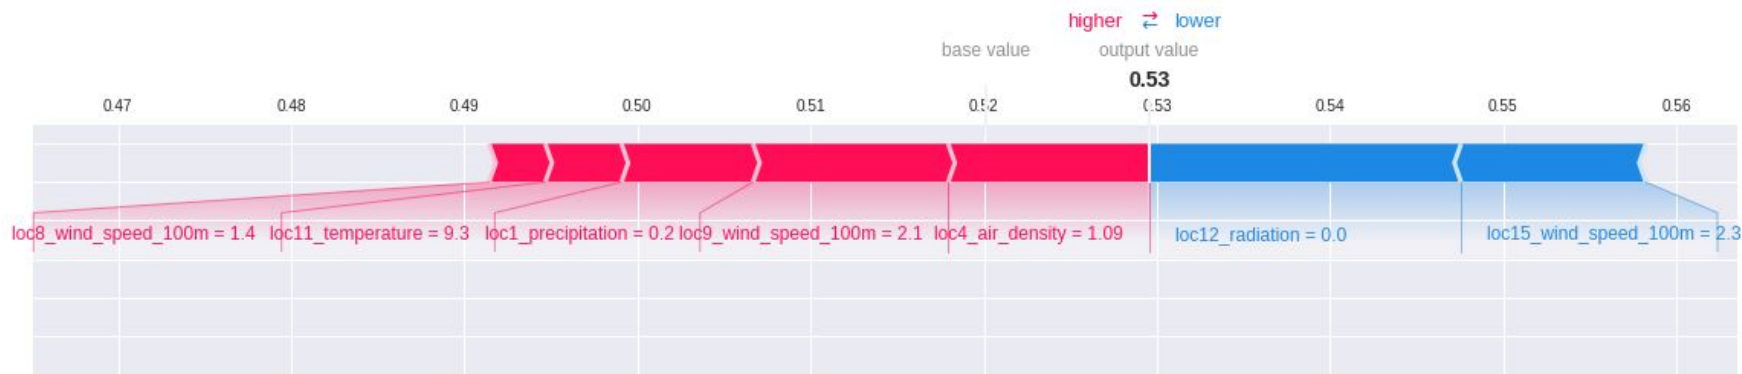 higher ⇄ lower
base value output value
0.53
0.47 0.48 0.49 0.50 0.51 0.52 0.53 0.54 0.55 0.56
loc8_wind_speed_100m = 1.4 loc11_temperature = 9.3 loc1_precipitation = 0.2 loc9_wind_speed_100m = 2.1 loc4_air_density = 1.09 loc12_radiation = 0.0 loc15_wind_speed_100m = 2.3